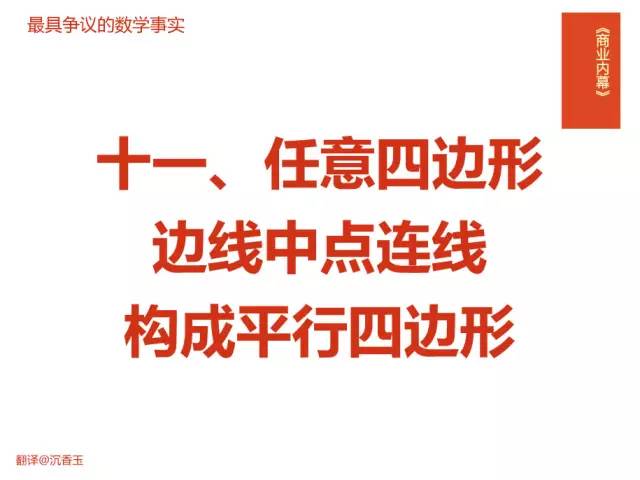 最具争议的数学事实
《商业内幕》
十一、任意四边形
边线中点连线
构成平行四边形
翻译@沉香玉